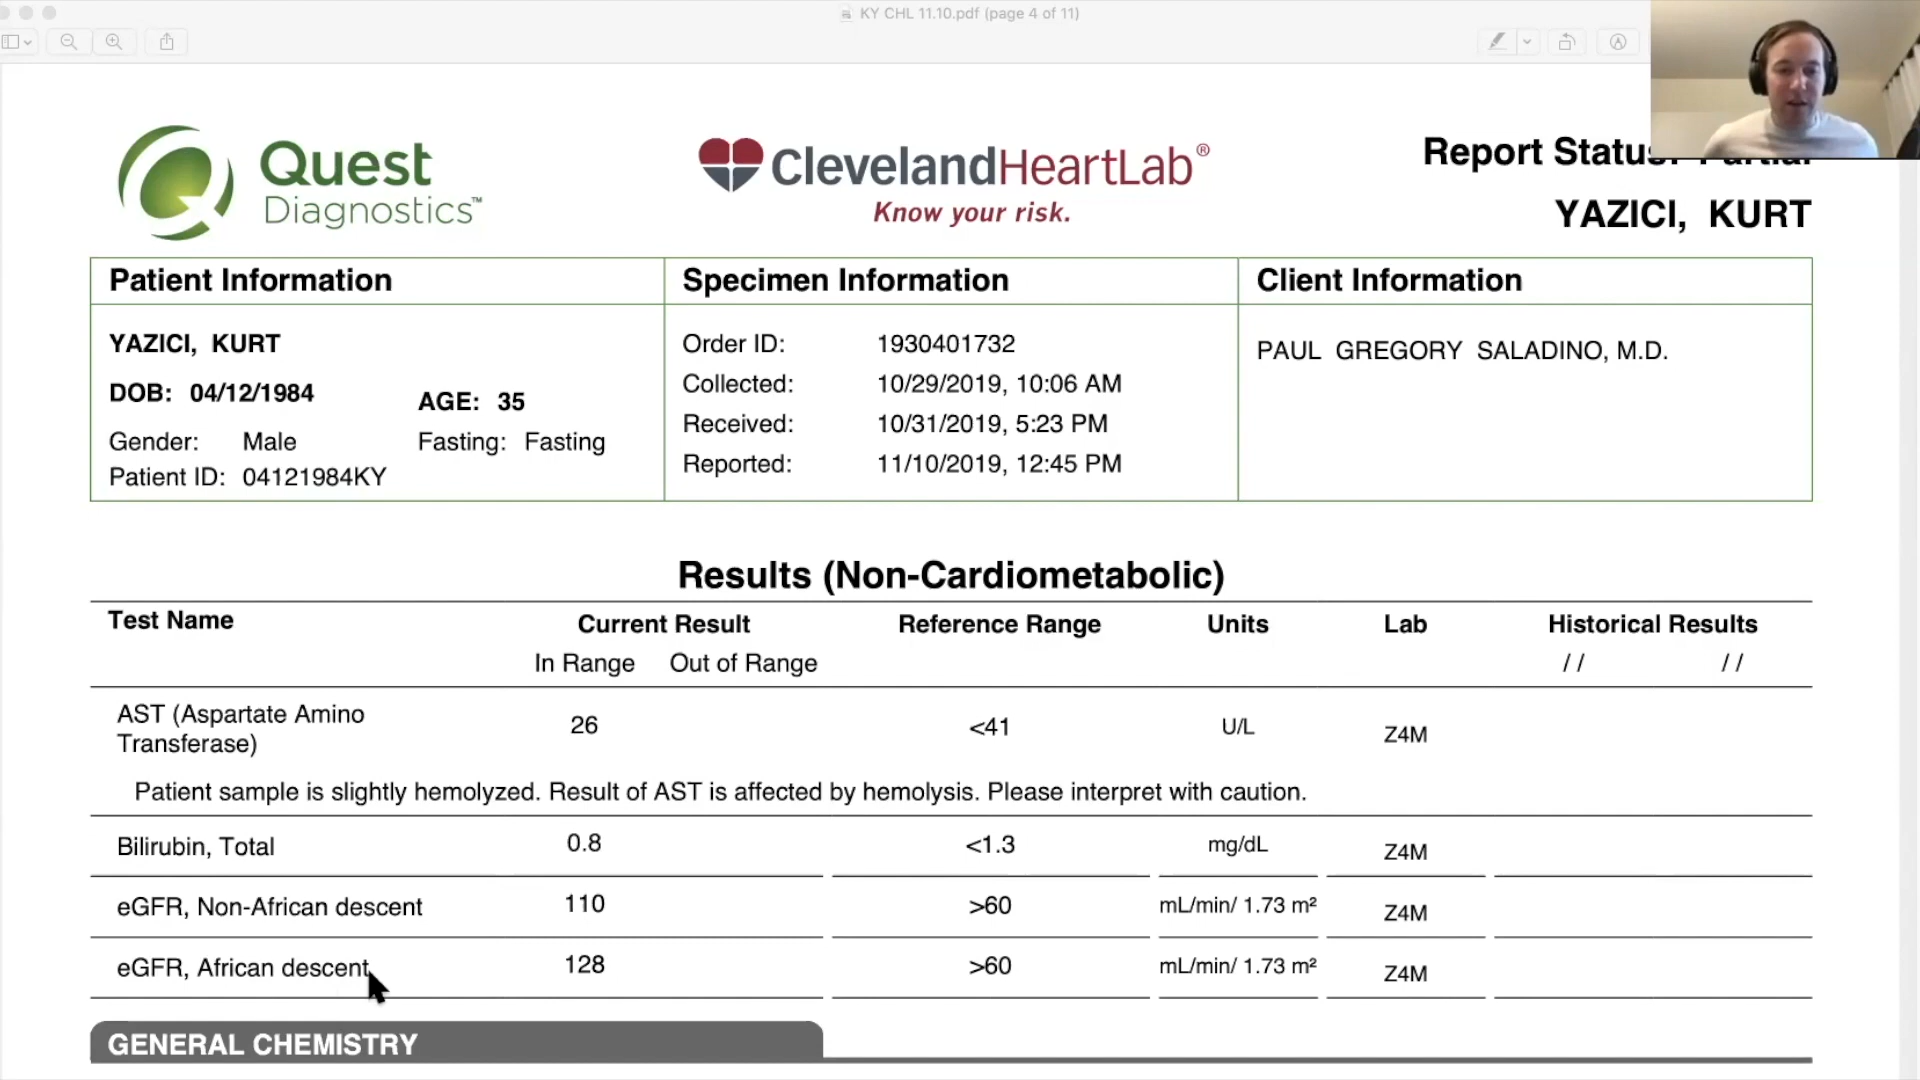 KY CHL 11.10.pdf (page 4 of 11)
Quest
Diagnostics™
ClevelandHeartLab®
Know your risk.
Report Status: Partial
YAZICI, KURT
Patient Information
Specimen Information
Client Information
YAZICI, KURT
DOB: 04/12/1984
AGE: 35
Gender: Male
Fasting: Fasting
Patient ID: 04121984KY
Order ID: 1930401732
Collected: 10/29/2019, 10:06 AM
Received: 10/31/2019, 5:23 PM
Reported: 11/10/2019, 12:45 PM
PAUL GREGORY SALADINO, M.D.
Results (Non-Cardiometabolic)
Test Name Current Result Reference Range Units Lab Historical Results
In Range Out of Range / / / /
AST (Aspartate Amino
Transferase) 26 <41 U/L Z4M
Patient sample is slightly hemolyzed. Result of AST is affected by hemolysis. Please interpret with caution.
Bilirubin, Total 0.8 <1.3 mg/dL Z4M
eGFR, Non-African descent 110 >60 mL/min/ 1.73 m² Z4M
eGFR, African descent 128 >60 mL/min/ 1.73 m² Z4M
GENERAL CHEMISTRY